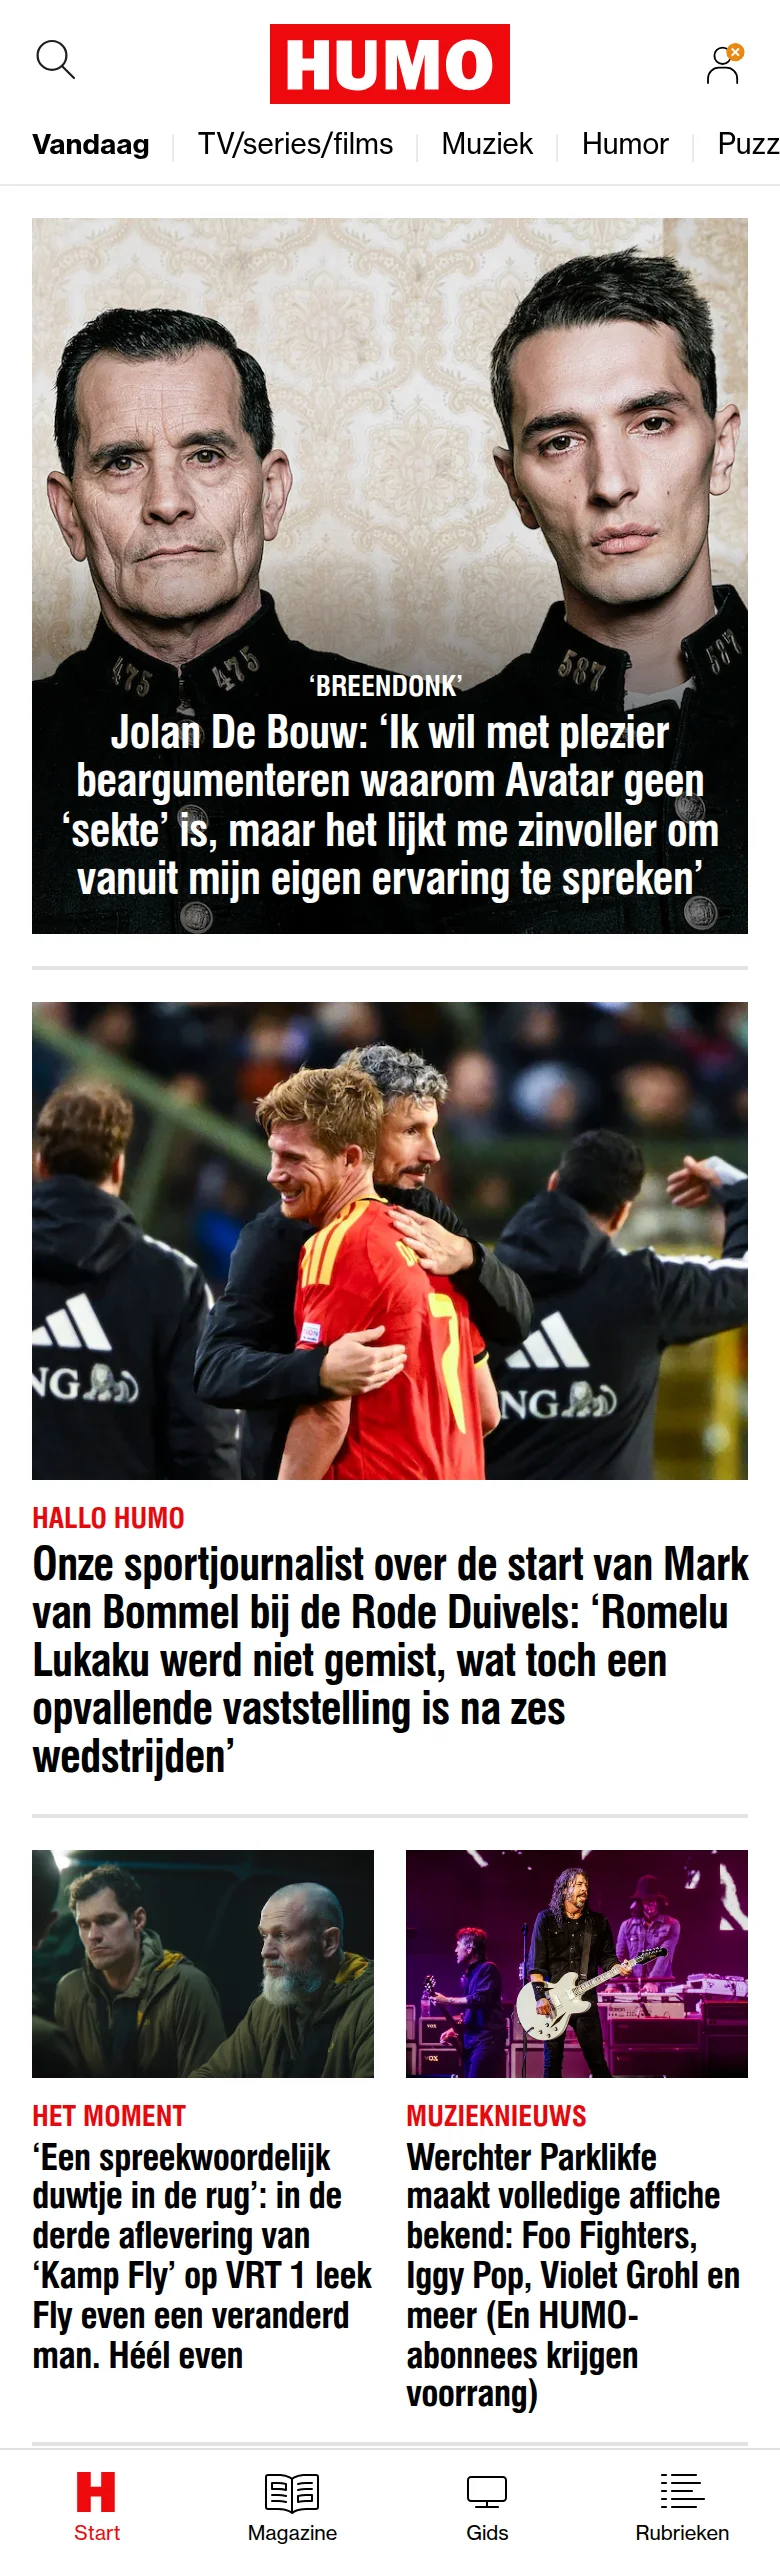 HUMO
Vandaag
TV/series/films
Muziek
Humor
Puzz
475
475
587
587
‘BREENDONK’
Jolan De Bouw: ‘Ik wil met plezier
beargumenteren waarom Avatar geen
‘sekte’ is, maar het lijkt me zinvoller om
vanuit mijn eigen ervaring te spreken’
NG
NG
7
HALLO HUMO
Onze sportjournalist over de start van Mark
van Bommel bij de Rode Duivels: ‘Romelu
Lukaku werd niet gemist, wat toch een
opvallende vaststelling is na zes
wedstrijden’
HET MOMENT
‘Een spreekwoordelijk
duwtje in de rug’: in de
derde aflevering van
‘Kamp Fly’ op VRT 1 leek
Fly even een veranderd
man. Héél even
vox
vox
MUZIEKNIEUWS
Werchter Parklikfe
maakt volledige affiche
bekend: Foo Fighters,
Iggy Pop, Violet Grohl en
meer (En HUMO-
abonnees krijgen
voorrang)
H
Start
Magazine
Gids
Rubrieken